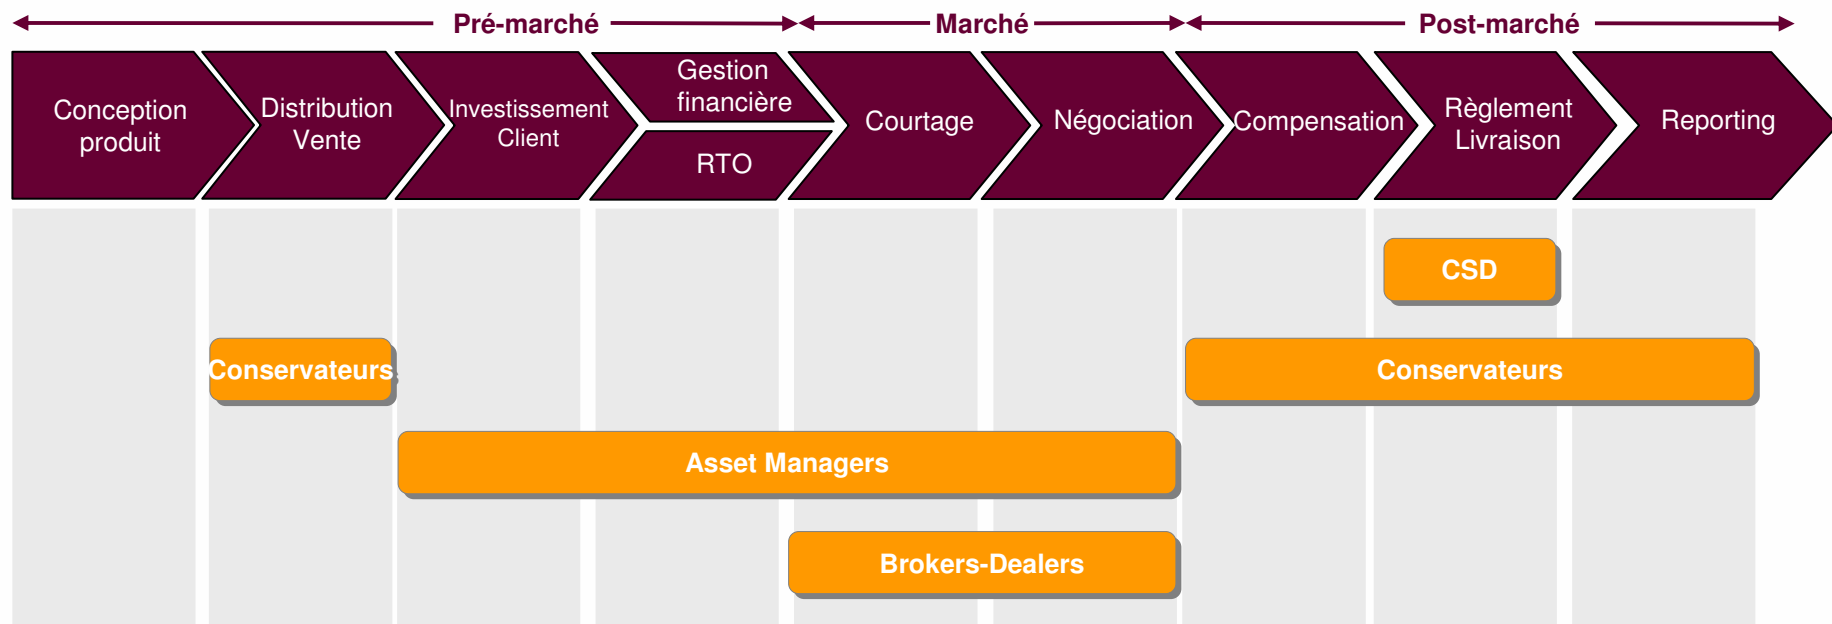 Pré-marché
Marché
Post-marché
Conception
produit
Distribution
Vente
Investissement
Client
Gestion
financière
RTO
Courtage
Négociation
Compensation
Règlement
Livraison
Reporting
CSD
Conservateurs
Conservateurs
Asset Managers
Brokers-Dealers